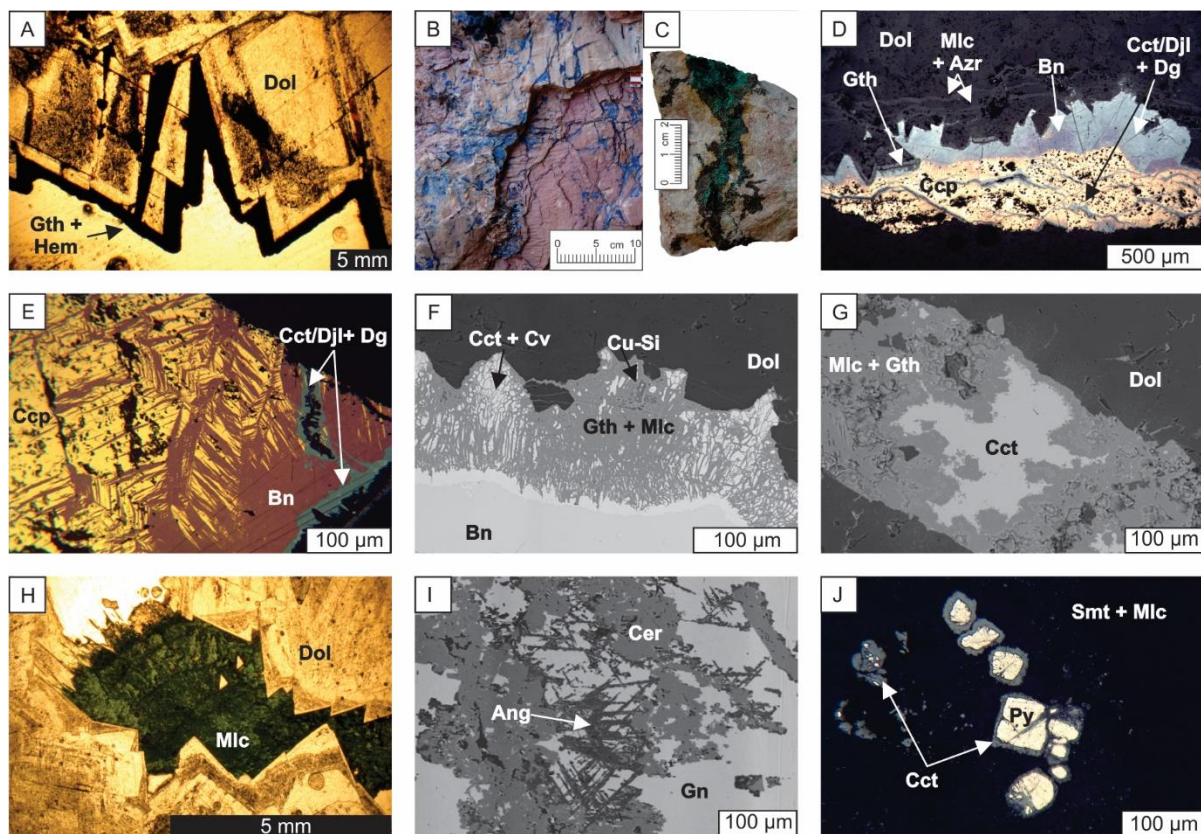 A
Dol
Gth +
Hem
5 mm
B
0 5 10
cm
C
0 1 2
cm
D
Dol
Mlc
+ Azr
Gth
Bn
Cct/Djl
+ Dg
Ccp
500 µm
E
Cct/Djl+ Dg
Ccp
Bn
100 µm
F
Cct + Cv
Cu-Si
Dol
Gth + Mlc
Bn
100 µm
G
Mlc + Gth
Dol
Cct
100 µm
H
Dol
Mlc
5 mm
I
Cer
Ang
Gn
100 µm
J
Smt + Mlc
Py
Cct
100 µm